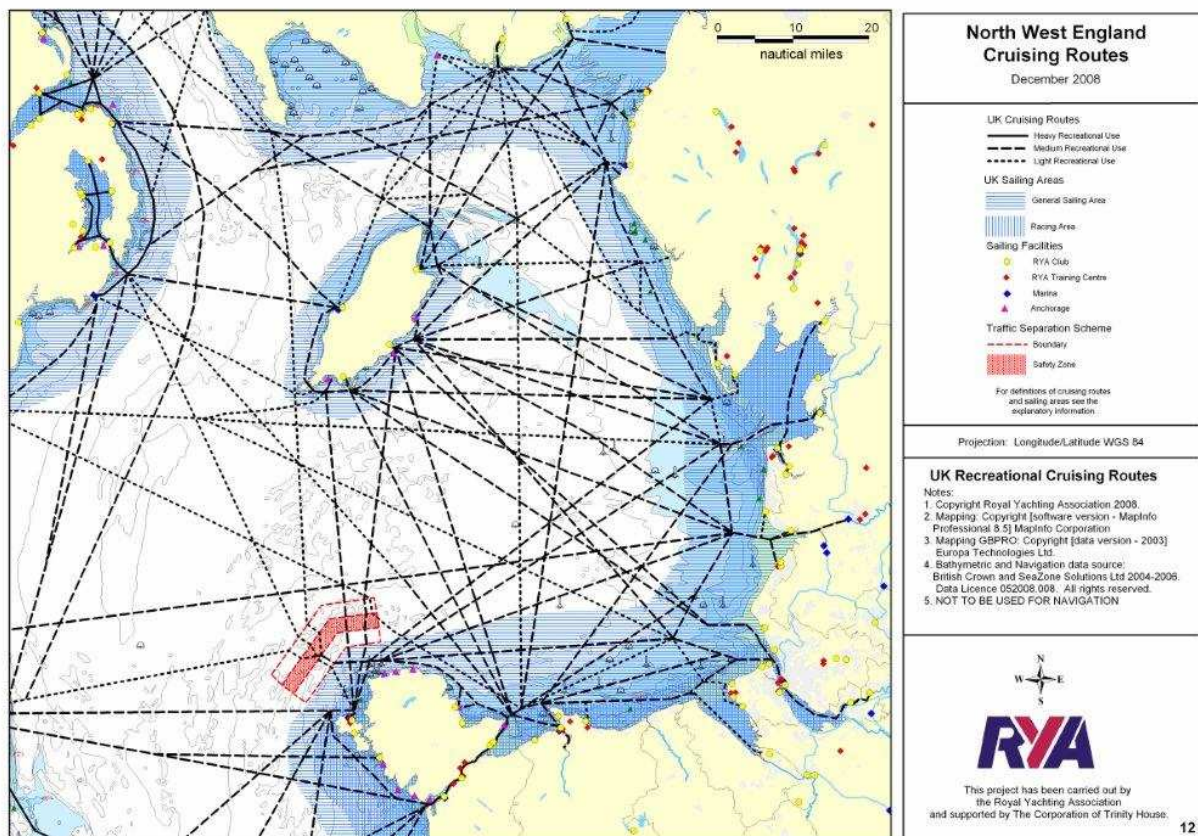 0 10 20
nautical miles
North West England
Cruising Routes
December 2008
UK Cruising Routes
Heavy Recreational Use
Medium Recreational Use
Light Recreational Use
UK Sailing Areas
General Sailing Area
Racing Area
Sailing Facilities
RYA Club
RYA Training Centre
Marina
Anchorage
Traffic Separation Scheme
Boundary
Safety Zone
For definitions of cruising routes
and sailing areas see the
explanatory information
Projection: Longitude/Latitude WGS 84
UK Recreational Cruising Routes
Notes:
1. Copyright Royal Yachting Association 2008.
2. Mapping: Copyright [software version - MapInfo
Professional 8.5] MapInfo Corporation
3. Mapping GBPRO: Copyright [data version - 2003]
Europa Technologies Ltd.
4. Bathymetric and Navigation data source:
British Crown and SeaZone Solutions Ltd 2004-2006.
Data Licence 052008.008. All rights reserved.
5. NOT TO BE USED FOR NAVIGATION
N
W E
S
RYA
This project has been carried out by
the Royal Yachting Association
and supported by The Corporation of Trinity House.
12